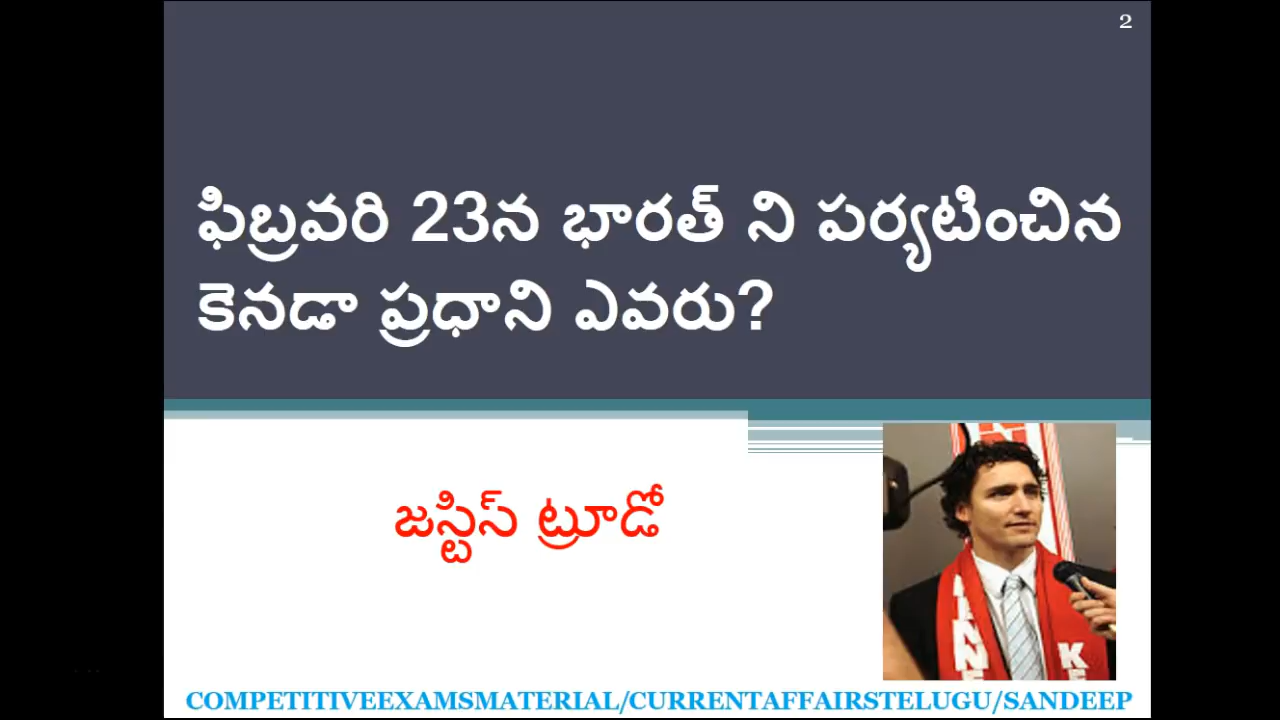 2
ఫిబ్రవరి 23న భారత్ ని పర్యటించిన
కెనడా ప్రధాని ఎవరు?
జస్టిస్ ట్రూడో
COMPETITIVEEXAMSMATERIAL/CURRENTAFFAIRSTELUGU/SANDEEP